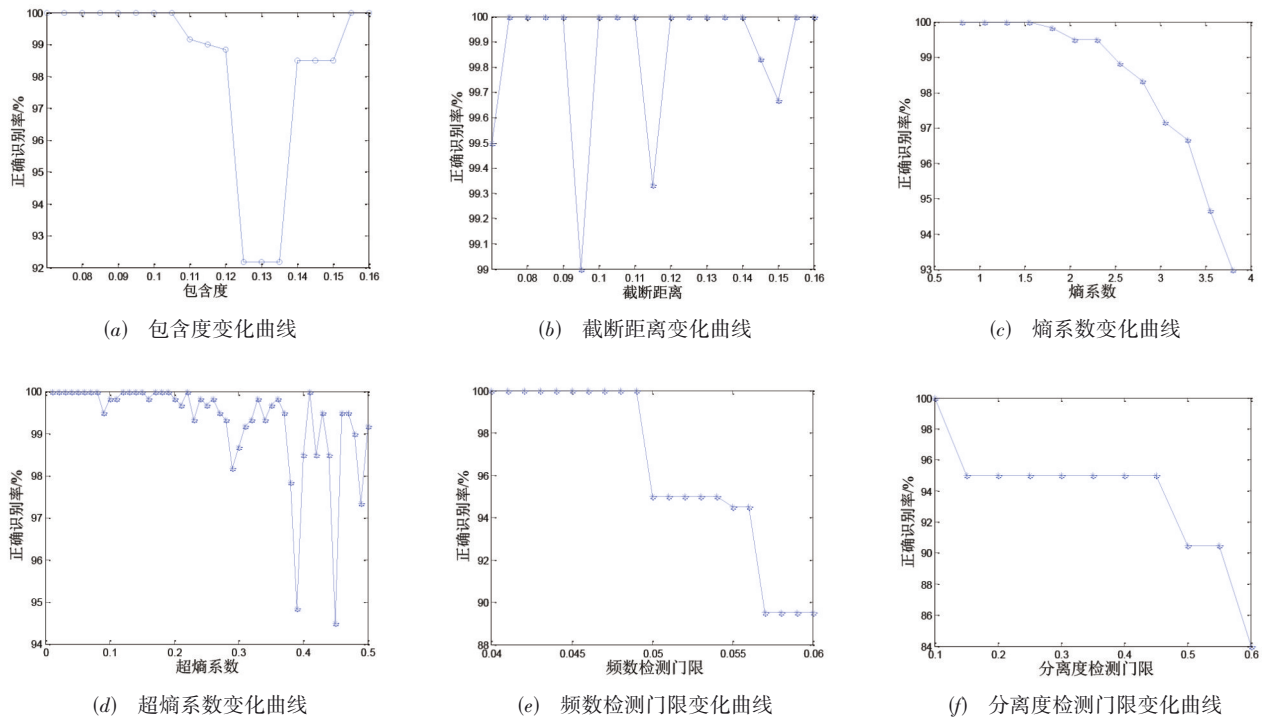 100
99
98
97
96
95
94
93
92
0.08 0.09 0.1 0.11 0.12 0.13 0.14 0.15 0.16
正确识别率/%
包含度
(a) 包含度变化曲线
100
99.9
99.8
99.7
99.6
99.5
99.4
99.3
99.2
99.1
99
0.08 0.09 0.1 0.11 0.12 0.13 0.14 0.15 0.16
正确识别率/%
截断距离
(b) 截断距离变化曲线
100
99
98
97
96
95
94
93
0.5 1 1.5 2 2.5 3 3.5 4
正确识别率/%
熵系数
(c) 熵系数变化曲线
100
99
98
97
96
95
94
0 0.1 0.2 0.3 0.4 0.5
正确识别率/%
超熵系数
(d) 超熵系数变化曲线
100
98
96
94
92
90
88
0.04 0.045 0.05 0.055 0.06
正确识别率/%
频数检测门限
(e) 频数检测门限变化曲线
100
98
96
94
92
90
88
86
84
0.1 0.2 0.3 0.4 0.5 0.6
正确识别率/%
分离度检测门限
(f) 分离度检测门限变化曲线